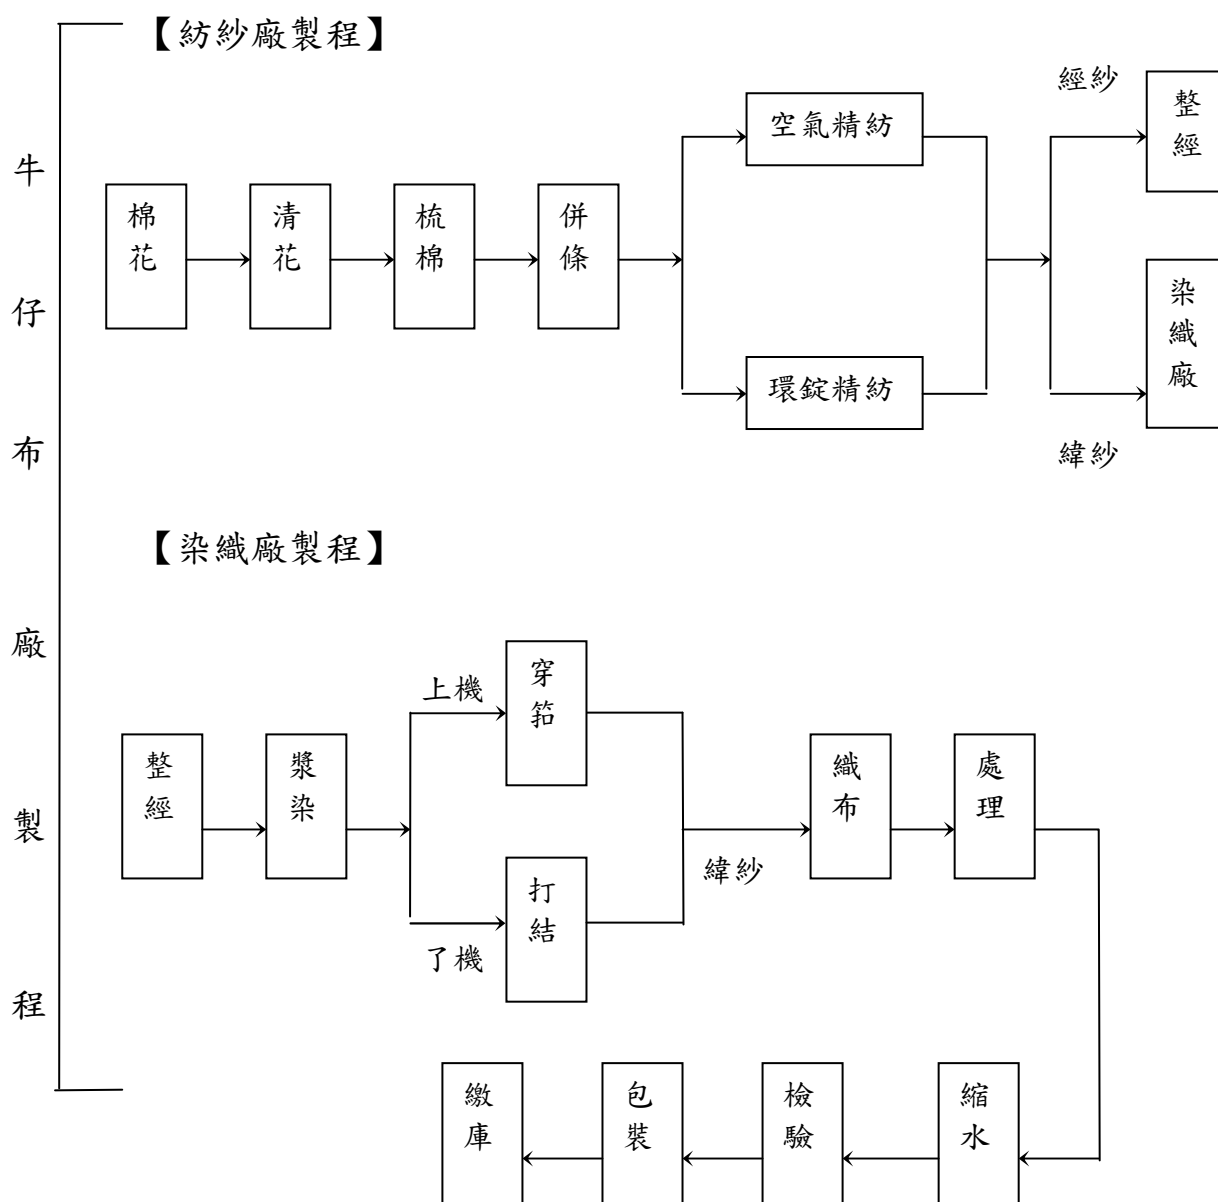 牛仔布廠製程
【紡紗廠製程】
棉花
清花
梳棉
併條
空氣精紡
環錠精紡
經紗
整經
染織廠
緯紗
【染織廠製程】
整經
漿染
上機
穿筘
了機
打結
緯紗
織布
處理
縮水
檢驗
包裝
繳庫